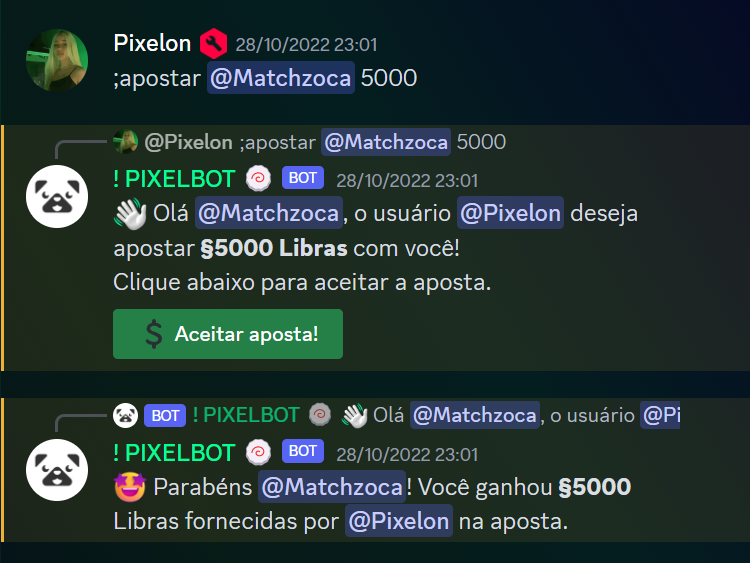 Pixelon 28/10/2022 23:01
;apostar @Matchzoca 5000
@Pixelon ;apostar @Matchzoca 5000
! PIXELBOT BOT 28/10/2022 23:01
Olá @Matchzoca, o usuário @Pixelon deseja
apostar §5000 Libras com você!
Clique abaixo para aceitar a aposta.
$ Aceitar aposta!
BOT ! PIXELBOT Olá @Matchzoca, o usuário @Pi
! PIXELBOT BOT 28/10/2022 23:01
Parabéns @Matchzoca! Você ganhou §5000
Libras fornecidas por @Pixelon na aposta.